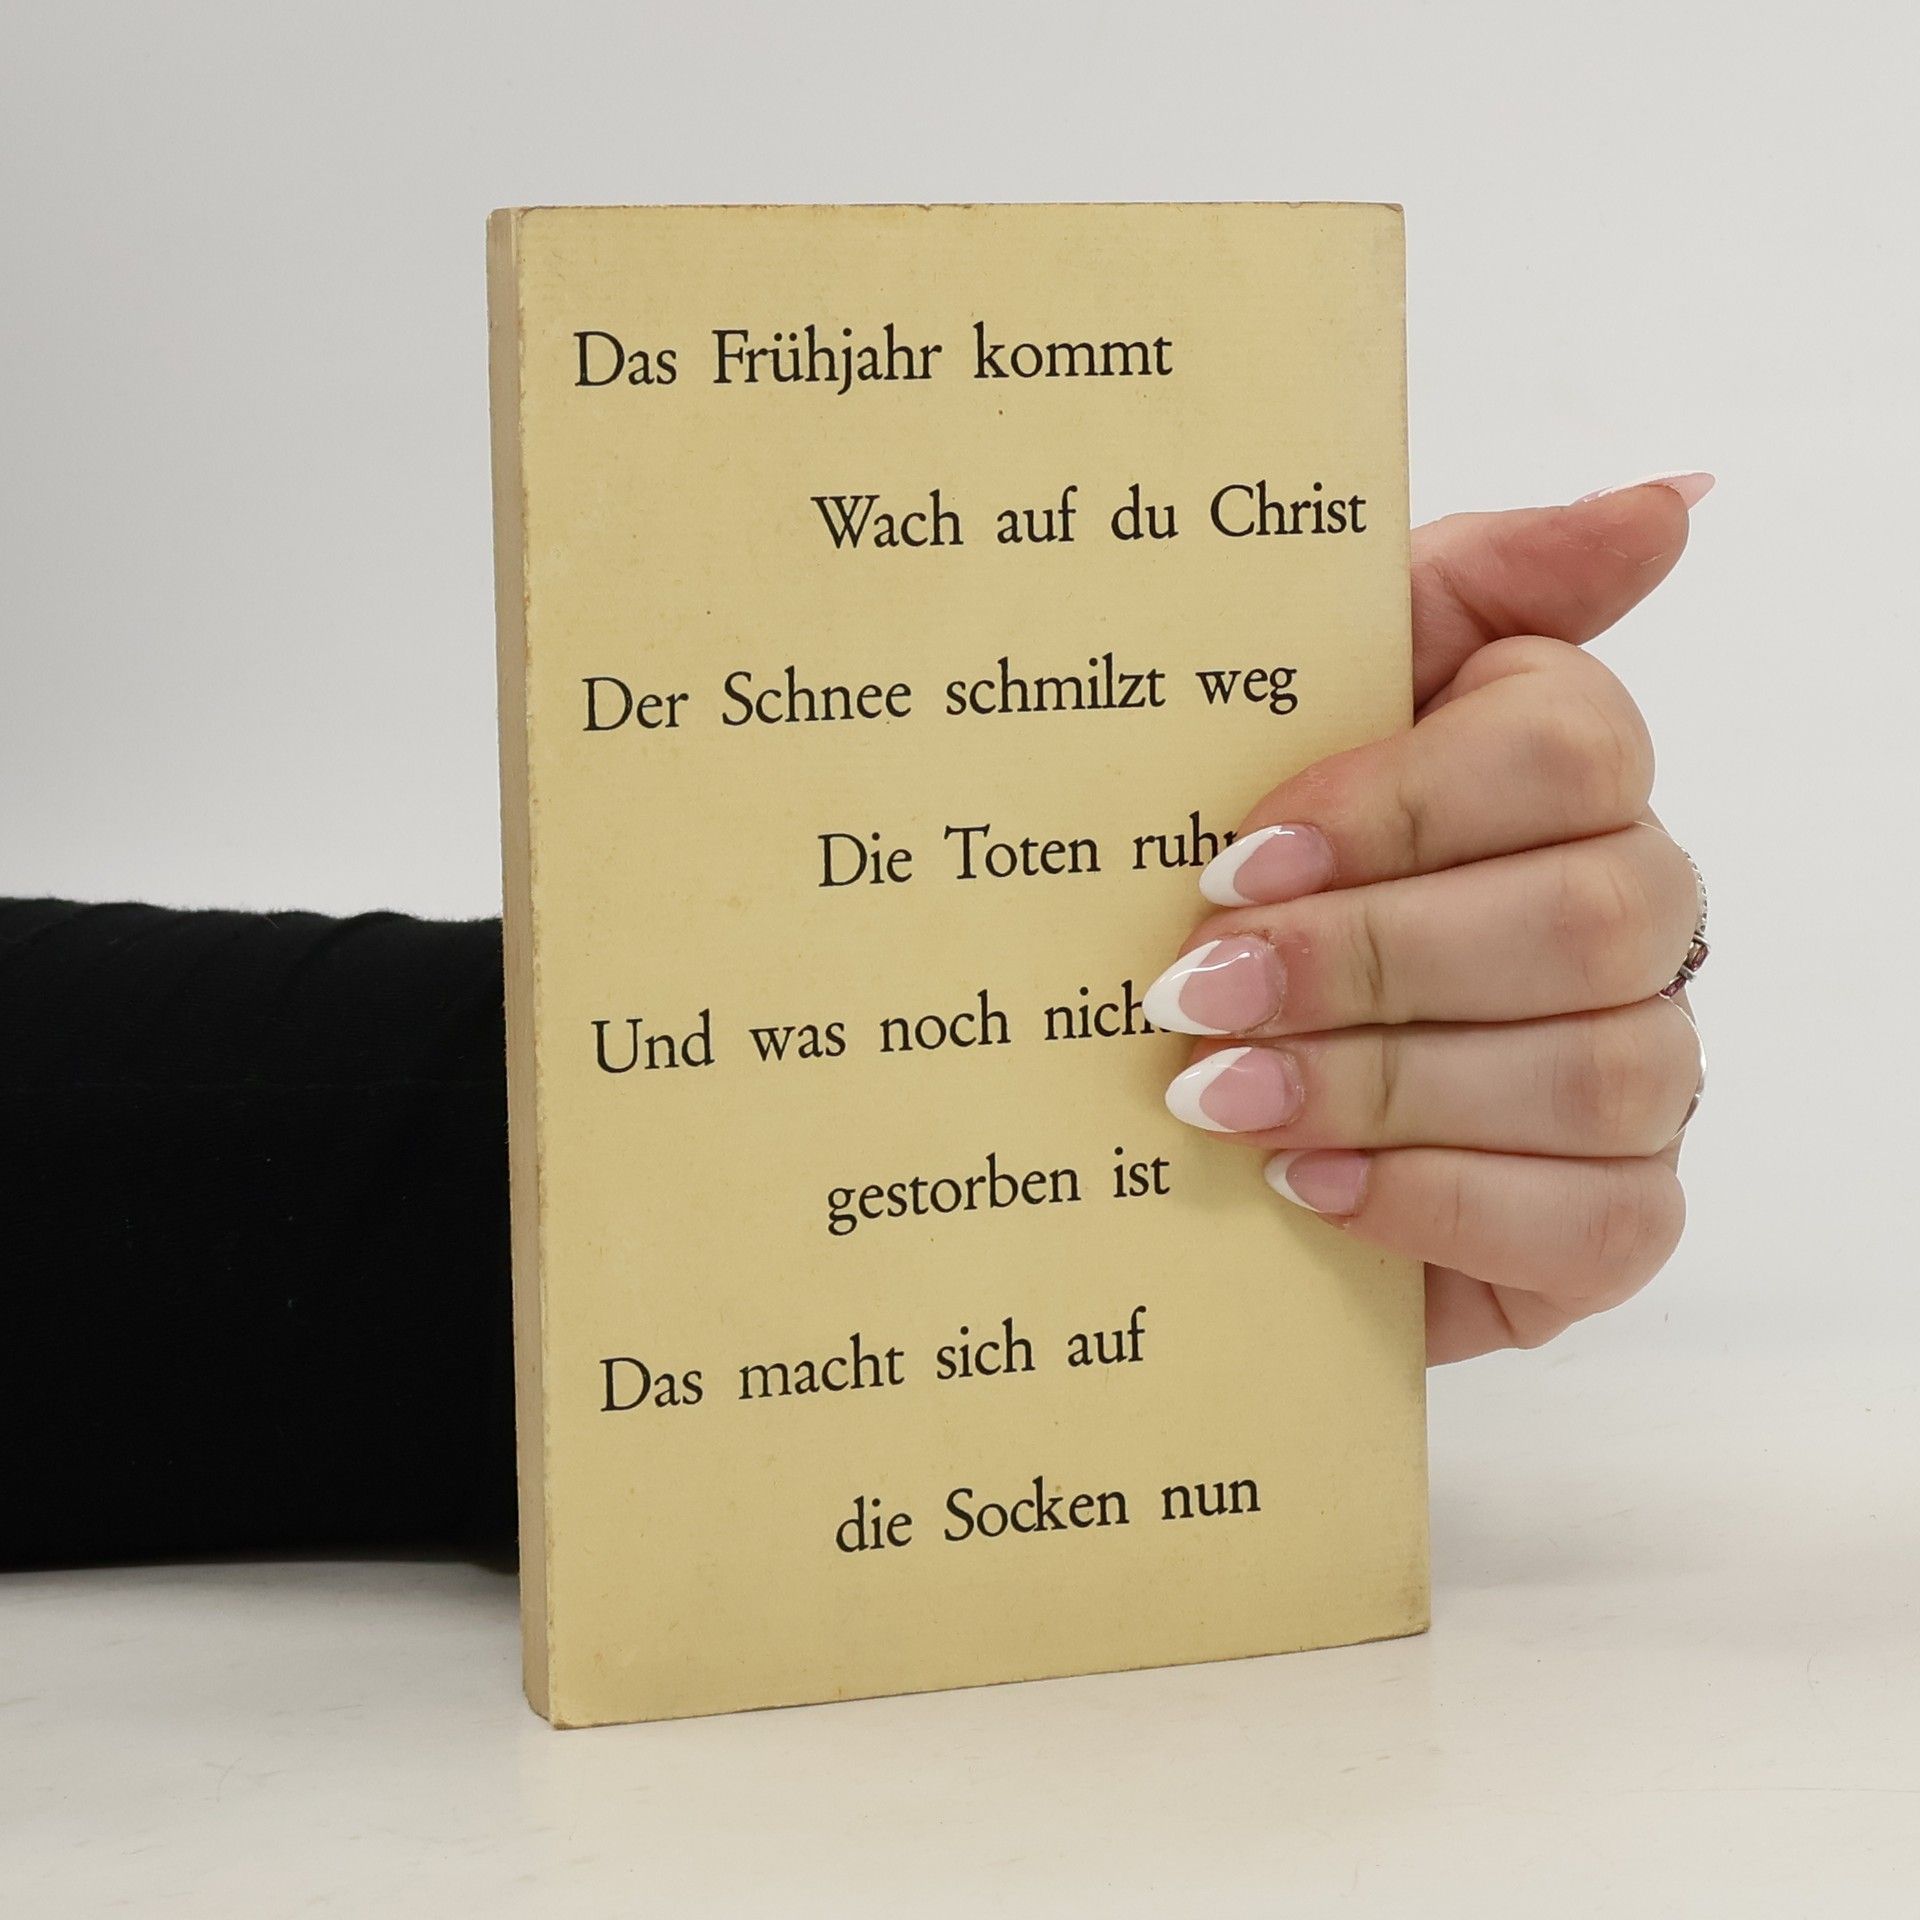 Das Frühjahr kommt
Wach auf du Christ
Der Schnee schmilzt weg
Die Toten
Und was noch
gestorben ist
Das macht sich auf
die Socken nun